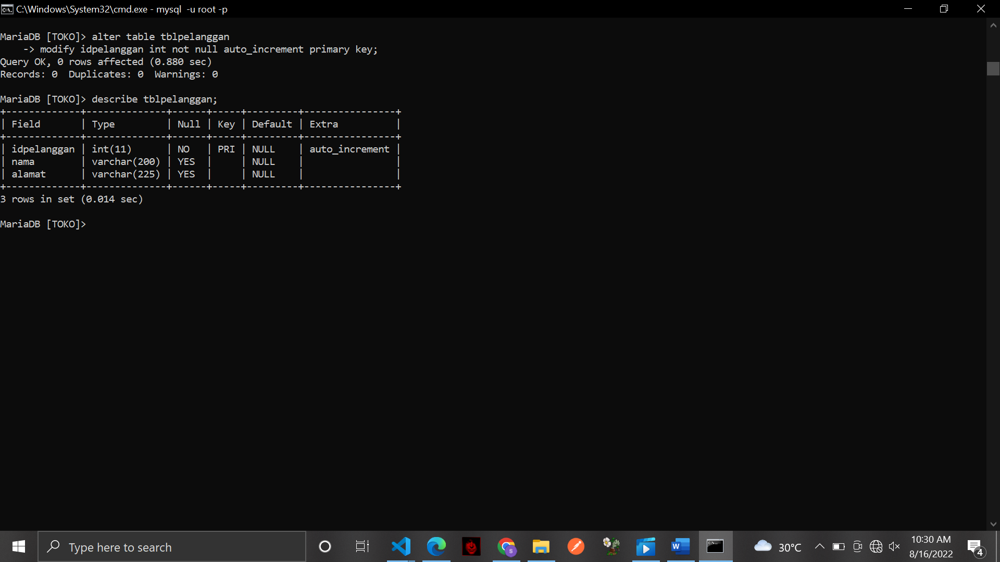 C:\Windows\System32\cmd.exe - mysql  -u root -p
MariaDB [TOKO]> alter table tblpelanggan
    -> modify idpelanggan int not null auto_increment primary key;
Query OK, 0 rows affected (0.880 sec)
Records: 0  Duplicates: 0  Warnings: 0
MariaDB [TOKO]> describe tblpelanggan;
+-------------+--------------+------+-----+---------+----------------+
| Field       | Type         | Null | Key | Default | Extra          |
+-------------+--------------+------+-----+---------+----------------+
| idpelanggan | int(11)      | NO   | PRI | NULL    | auto_increment |
| nama        | varchar(200) | YES  |     | NULL    |                |
| alamat      | varchar(225) | YES  |     | NULL    |                |
+-------------+--------------+------+-----+---------+----------------+
3 rows in set (0.014 sec)
MariaDB [TOKO]>
Type here to search
30°C
10:30 AM
8/16/2022
4